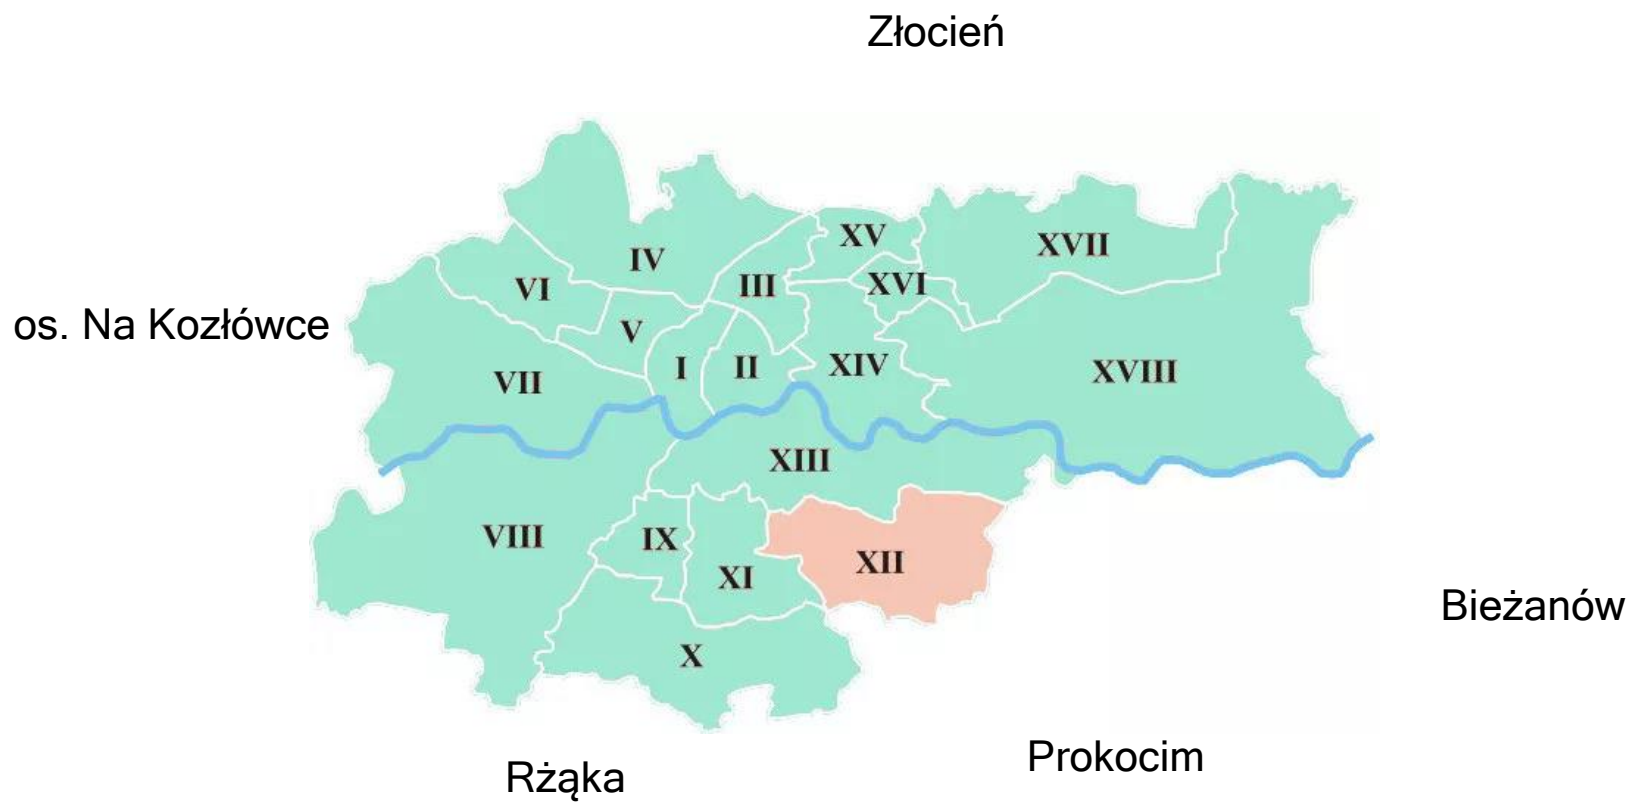 Złocień
XV
XVII
IV
XVI
III
VI
os. Na Kozłówce
V
I
II
XIV
XVIII
VII
XIII
VIII
IX
XII
XI
Bieżanów
X
Prokocim
Rżąka